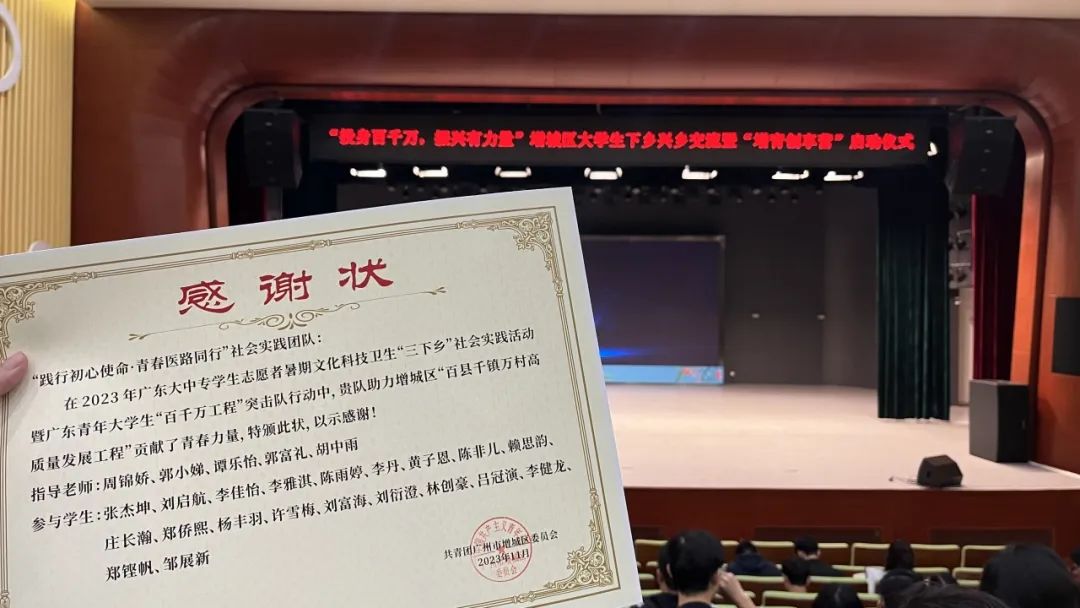 “投身百千万，振兴有力量”增城区大学生下乡兴乡交流暨“增青创享营”启动仪式
感谢状
“践行初心使命·青春医路同行”社会实践团队：
在2023年广东大中专学生志愿者暑期文化科技卫生“三下乡”社会实践活动
暨广东青年大学生“百千万工程”突击队行动中，贵队助力增城区“百县千镇万村高
质量发展工程”贡献了青春力量，特颁此状，以示感谢！
指导老师：周锦娇、郭小娣、谭乐怡、郭富礼、胡中雨
参与学生：张杰坤、刘启航、李佳怡、李雅淇、陈雨婷、李丹、黄子恩、陈非儿、赖思韵、
庄长瀚、郑侨熙、杨丰羽、许雪梅、刘富海、刘衍澄、林创豪、吕冠演、李健龙、
郑铿帆、邹展新
共青团广州市增城区委员会
2023年11月